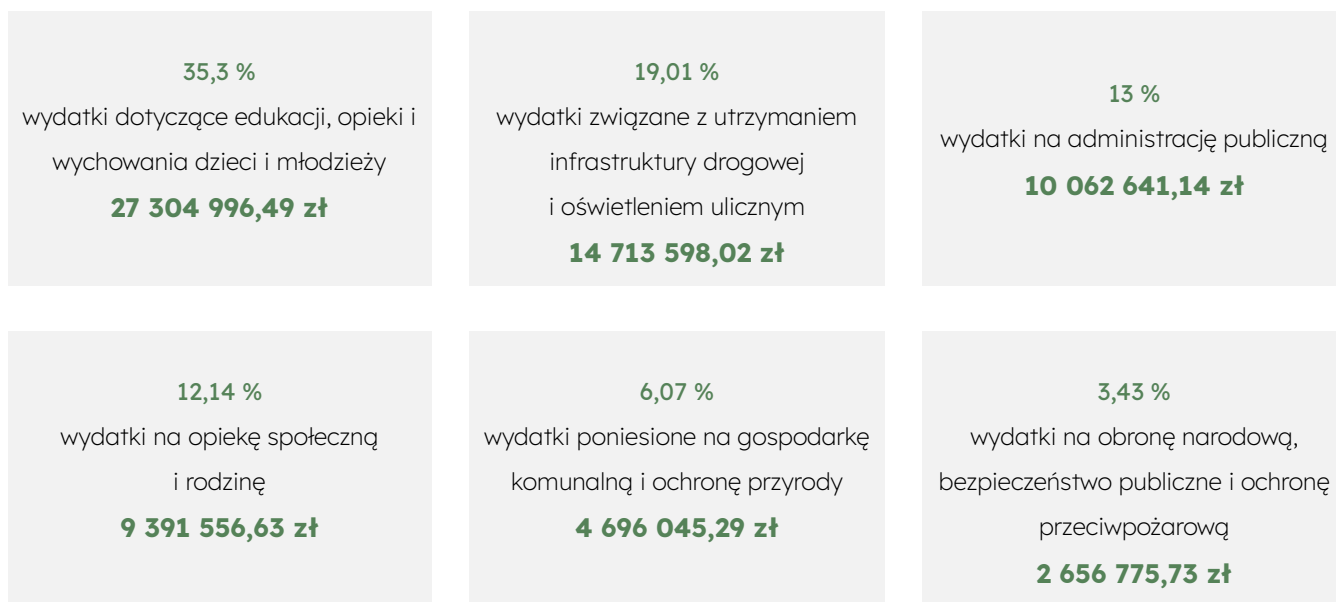 35,3 %
wydatki dotyczące edukacji, opieki i
wychowania dzieci i młodzieży
27 304 996,49 zł
19,01 %
wydatki związane z utrzymaniem
infrastruktury drogowej
i oświetleniem ulicznym
14 713 598,02 zł
13 %
wydatki na administrację publiczną
10 062 641,14 zł
12,14 %
wydatki na opiekę społeczną
i rodzinę
9 391 556,63 zł
6,07 %
wydatki poniesione na gospodarkę
komunalną i ochronę przyrody
4 696 045,29 zł
3,43 %
wydatki na obronę narodową,
bezpieczeństwo publiczne i ochronę
przeciwpożarową
2 656 775,73 zł